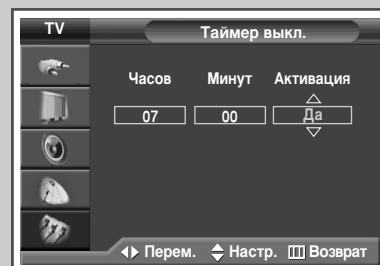 TV
Таймер выкл.
Часов Минут Активация
07 00 Да
Перем. Настр. Возврат